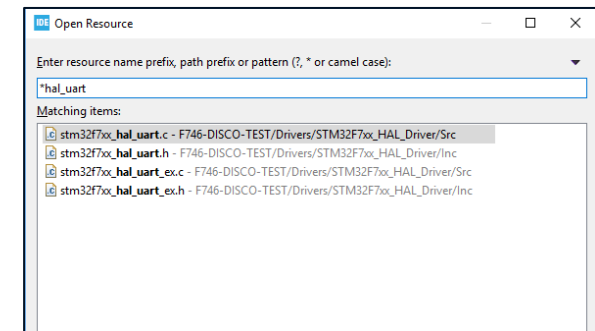 IDE Open Resource
Enter resource name prefix, path prefix or pattern (?, * or camel case):
*hal_uart
Matching items:
.c stm32f7xx_hal_uart.c - F746-DISCO-TEST/Drivers/STM32F7xx_HAL_Driver/Src
.c stm32f7xx_hal_uart.h - F746-DISCO-TEST/Drivers/STM32F7xx_HAL_Driver/Inc
.c stm32f7xx_hal_uart_ex.c - F746-DISCO-TEST/Drivers/STM32F7xx_HAL_Driver/Src
.c stm32f7xx_hal_uart_ex.h - F746-DISCO-TEST/Drivers/STM32F7xx_HAL_Driver/Inc